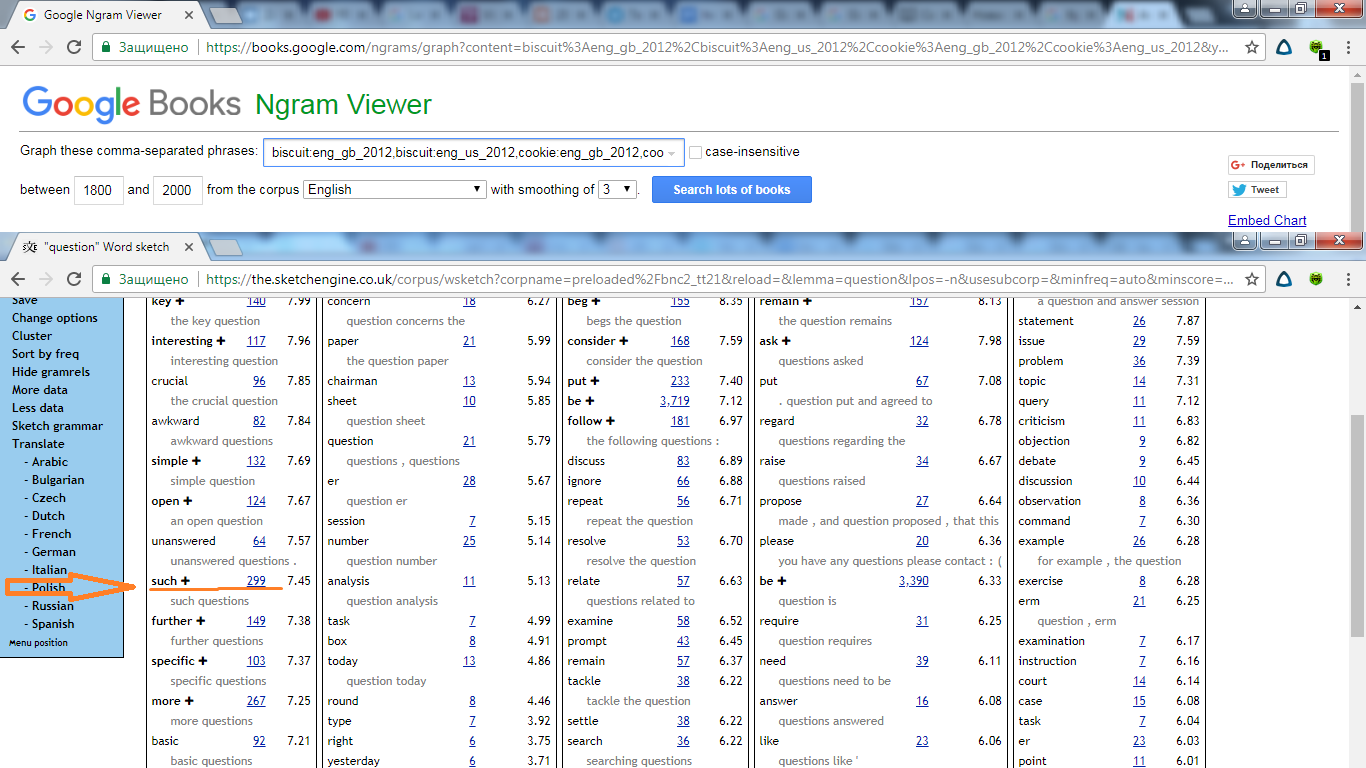 Google Ngram Viewer
Защищено https://books.google.com/ngrams/graph?content=biscuit%3Aeng_gb_2012%2Cbiscuit%3Aeng_us_2012%2Ccookie%3Aeng_gb_2012%2Ccookie%3Aeng_us_2012&y... 1
Google Books Ngram Viewer
Graph these comma-separated phrases: biscuit:eng_gb_2012,biscuit:eng_us_2012,cookie:eng_gb_2012,coo case-insensitive
between 1800 and 2000 from the corpus English with smoothing of 3 . Search lots of books
G+ Поделиться
Tweet
Embed Chart
"question" Word sketch
Защищено https://the.sketchengine.co.uk/corpus/wsketch?corpname=preloaded%2Fbnc2_tt21&reload=&lemma=question&lpos=-n&usesubcorp=&minfreq=auto&minscore=...
Save
Change options
Cluster
Sort by freq
Hide gramrels
More data
Less data
Sketch grammar
Translate
- Arabic
- Bulgarian
- Czech
- Dutch
- French
- German
- Italian
- Polish
- Russian
- Spanish
Menu position
key + 140 7.99
the key question
interesting + 117 7.96
interesting question
crucial 96 7.85
the crucial question
awkward 82 7.84
awkward questions
simple + 132 7.69
simple question
open + 124 7.67
an open question
unanswered 64 7.57
unanswered questions .
such + 299 7.45
such questions
further + 149 7.38
further questions
specific + 103 7.37
specific questions
more + 267 7.25
more questions
basic 92 7.21
basic questions
concern 18 6.27
question concerns the
paper 21 5.99
the question paper
chairman 13 5.94
sheet 10 5.85
question sheet
question 21 5.79
questions , questions
er 28 5.67
question er
session 7 5.15
number 25 5.14
question number
analysis 11 5.13
question analysis
task 7 4.99
box 8 4.91
today 13 4.86
question today
round 8 4.46
type 7 3.92
right 6 3.75
yesterday 6 3.71
beg + 155 8.35
begs the question
consider + 168 7.59
consider the question
put + 233 7.40
be + 3,719 7.12
follow + 181 6.97
the following questions :
discuss 83 6.89
ignore 66 6.88
repeat 56 6.71
repeat the question
resolve 53 6.70
resolve the question
relate 57 6.63
questions related to
examine 58 6.52
prompt 43 6.45
remain 57 6.37
tackle 38 6.22
tackle the question
settle 38 6.22
search 36 6.22
searching questions
remain + 157 8.13
the question remains
ask + 124 7.98
questions asked
put 67 7.08
. question put and agreed to
regard 32 6.78
questions regarding the
raise 34 6.67
questions raised
propose 27 6.64
made , and question proposed , that this
please 20 6.36
you have any questions please contact : (
be + 3,390 6.33
question is
require 31 6.25
question requires
need 39 6.11
questions need to be
answer 16 6.08
questions answered
like 23 6.06
questions like '
a question and answer session
statement 26 7.87
issue 29 7.59
problem 36 7.39
topic 14 7.31
query 11 7.12
criticism 11 6.83
objection 9 6.82
debate 9 6.45
discussion 10 6.44
observation 8 6.36
command 7 6.30
example 26 6.28
for example , the question
exercise 8 6.28
erm 21 6.25
question , erm
examination 7 6.17
instruction 7 6.16
court 14 6.14
case 15 6.08
task 7 6.04
er 23 6.03
point 11 6.01